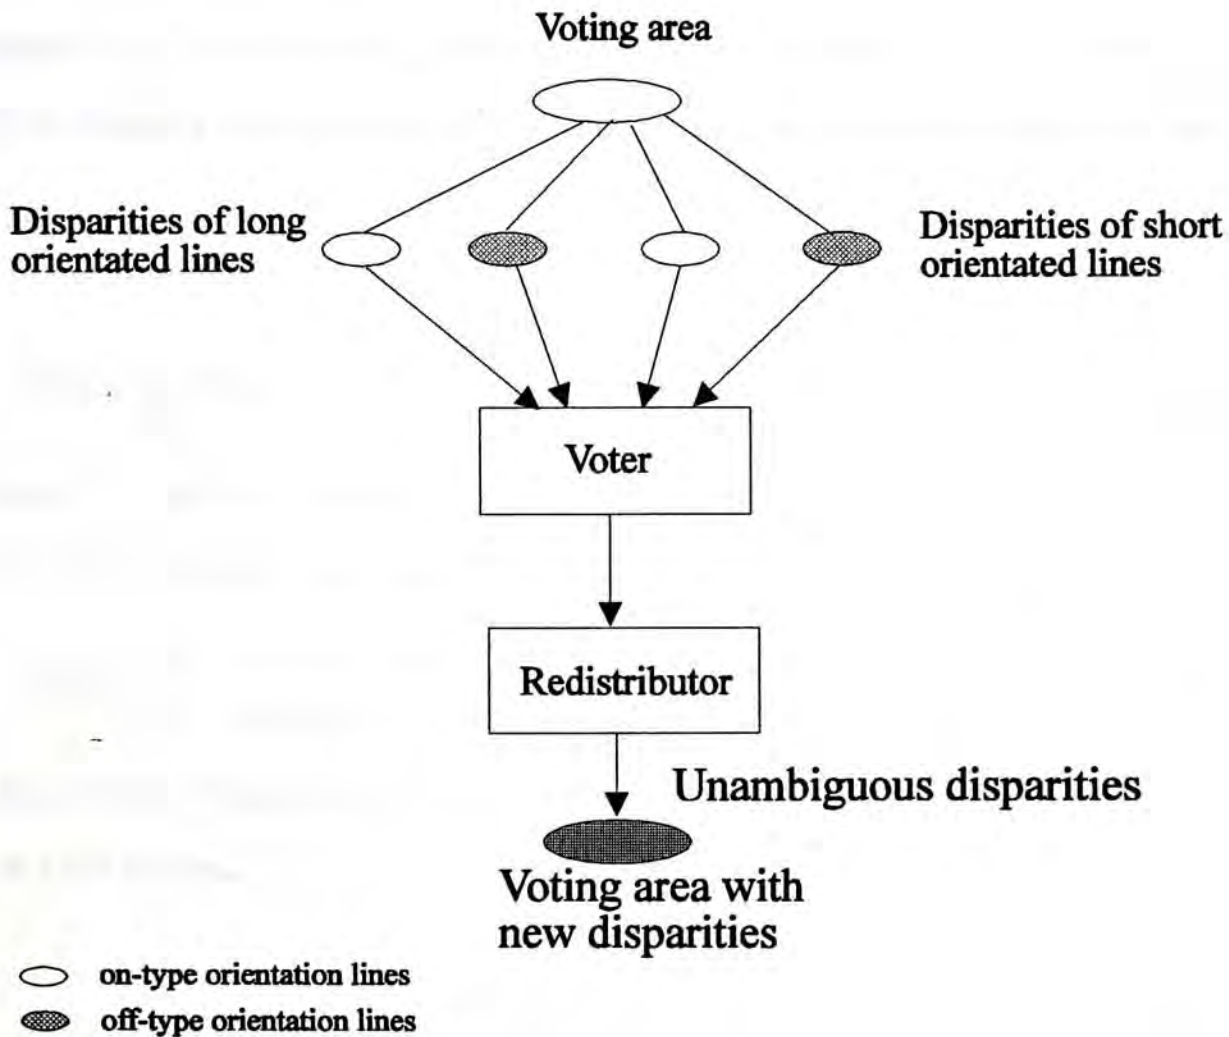 Voting area
Disparities of long
orientated lines
Disparities of short
orientated lines
Voter
Redistributor
Unambiguous disparities
Voting area with
new disparities
on-type orientation lines
off-type orientation lines